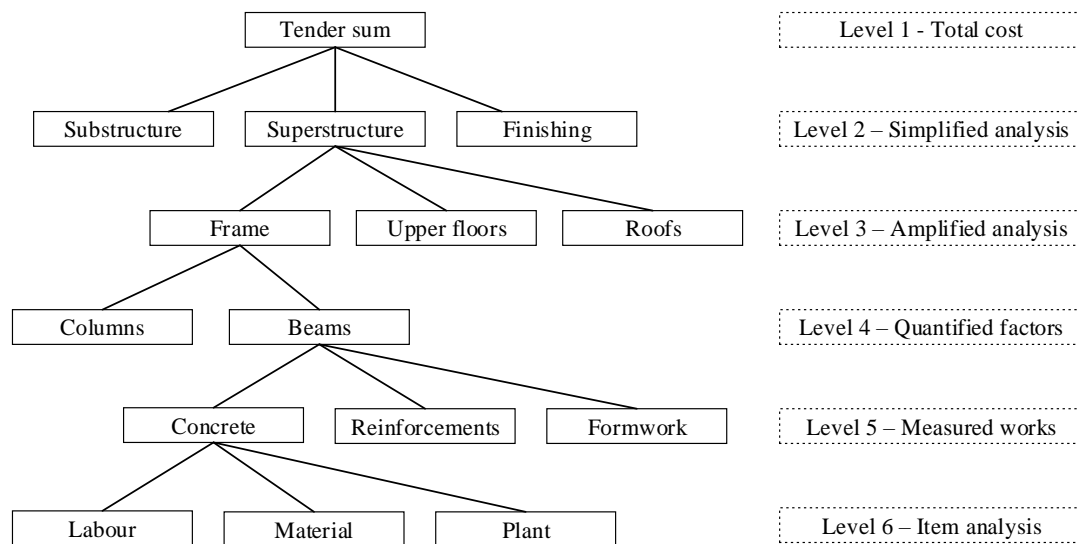 Tender sum
Level 1 - Total cost
Substructure
Superstructure
Finishing
Level 2 – Simplified analysis
Frame
Upper floors
Roofs
Level 3 – Amplified analysis
Columns
Beams
Level 4 – Quantified factors
Concrete
Reinforcements
Formwork
Level 5 – Measured works
Labour
Material
Plant
Level 6 – Item analysis